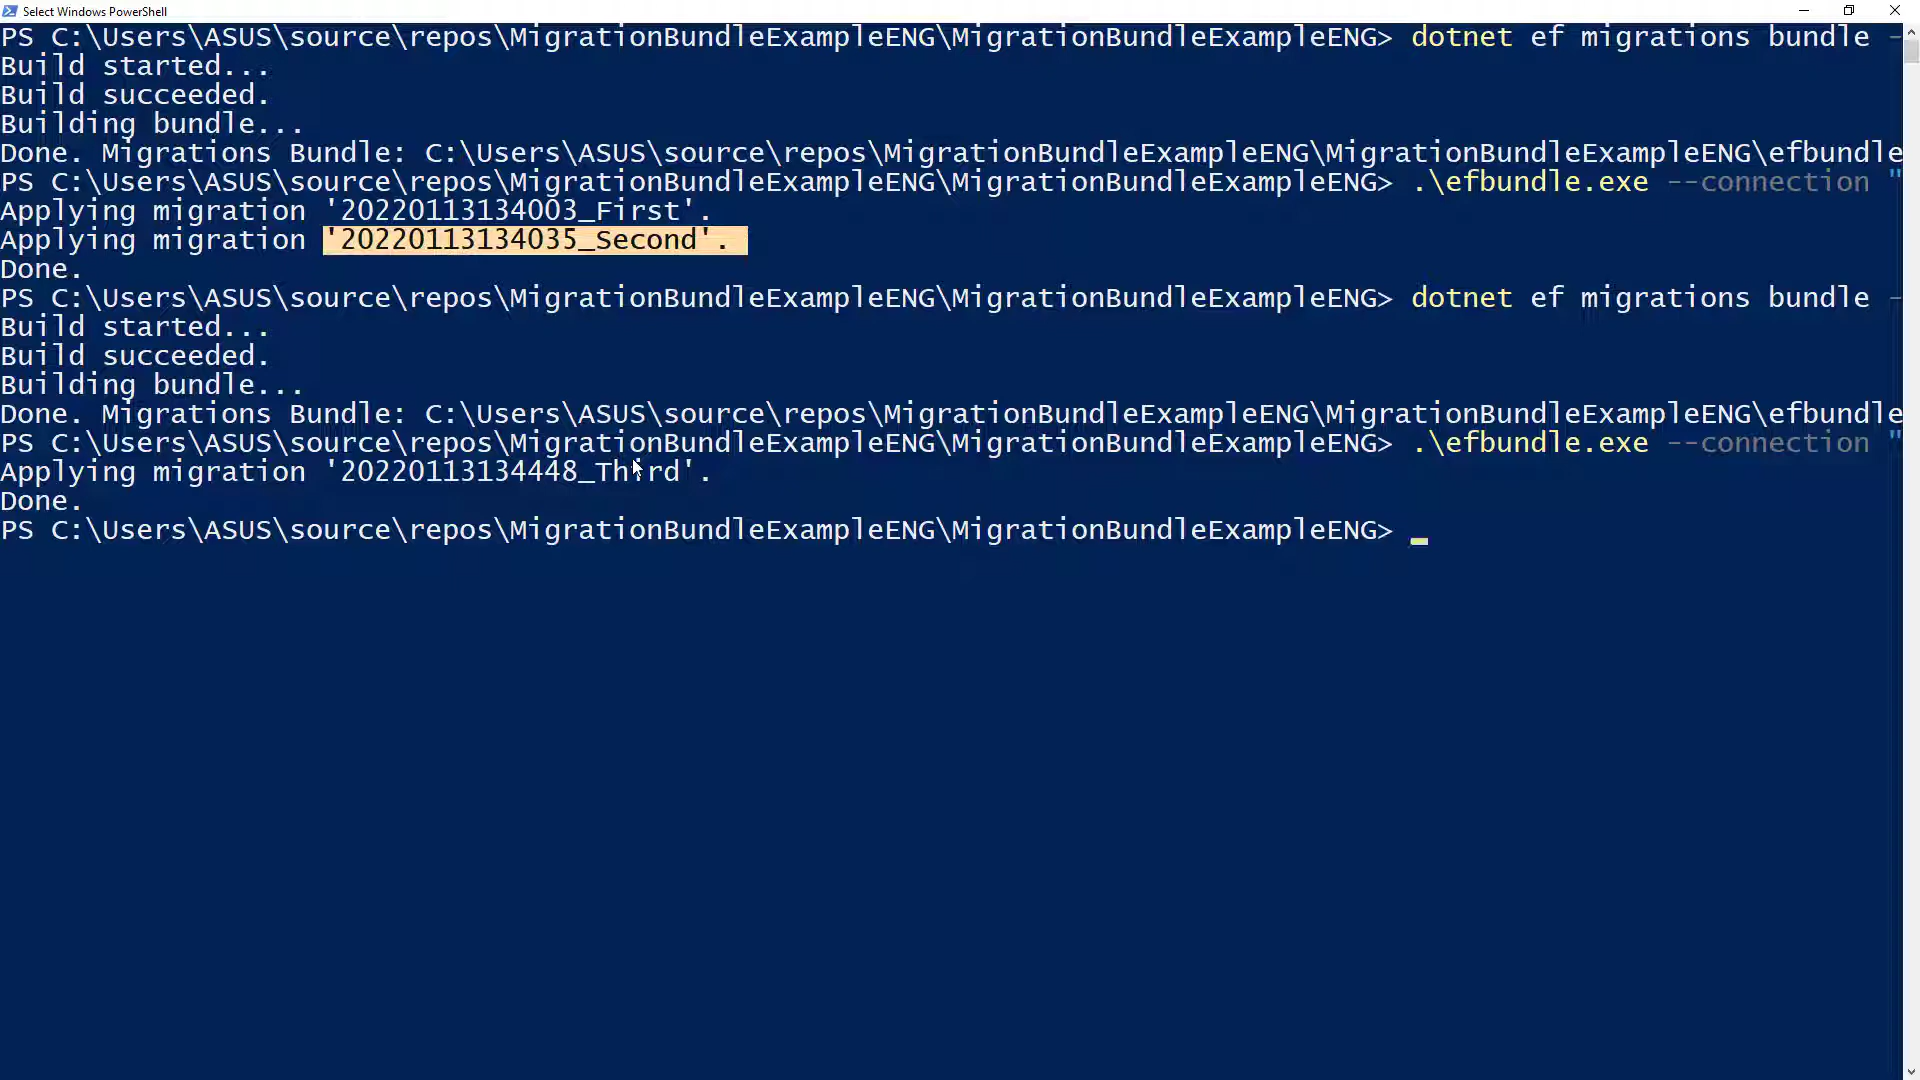 Select Windows PowerShell
PS C:\Users\ASUS\source\repos\MigrationBundleExampleENG\MigrationBundleExampleENG> dotnet ef migrations bundle -
Build started...
Build succeeded.
Building bundle...
Done. Migrations Bundle: C:\Users\ASUS\source\repos\MigrationBundleExampleENG\MigrationBundleExampleENG\efbundle
PS C:\Users\ASUS\source\repos\MigrationBundleExampleENG\MigrationBundleExampleENG> .\efbundle.exe --connection "
Applying migration '20220113134003_First'.
Applying migration '20220113134035_Second'.
Done.
PS C:\Users\ASUS\source\repos\MigrationBundleExampleENG\MigrationBundleExampleENG> dotnet ef migrations bundle -
Build started...
Build succeeded.
Building bundle...
Done. Migrations Bundle: C:\Users\ASUS\source\repos\MigrationBundleExampleENG\MigrationBundleExampleENG\efbundle
PS C:\Users\ASUS\source\repos\MigrationBundleExampleENG\MigrationBundleExampleENG> .\efbundle.exe --connection "
Applying migration '20220113134448_Third'.
Done.
PS C:\Users\ASUS\source\repos\MigrationBundleExampleENG\MigrationBundleExampleENG>